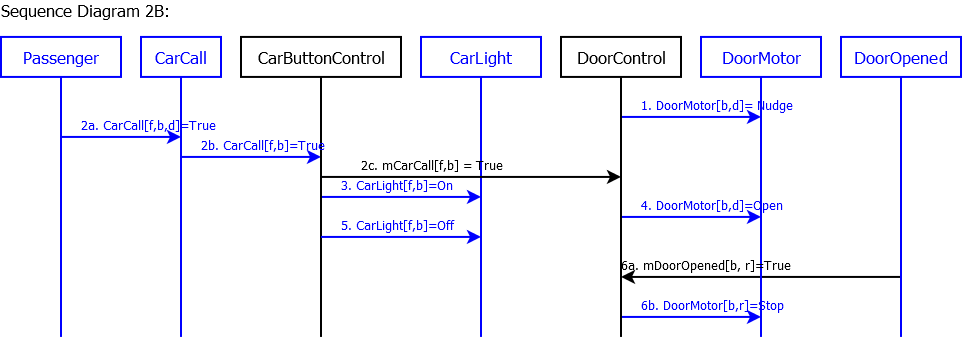 Sequence Diagram 2B:
Passenger
CarCall
CarButtonControl
CarLight
DoorControl
DoorMotor
DoorOpened
1. DoorMotor[b,d]= Nudge
2a. CarCall[f,b,d]=True
2b. CarCall[f,b]=True
2c. mCarCall[f,b] = True
3. CarLight[f,b]=On
4. DoorMotor[b,d]=Open
5. CarLight[f,b]=Off
6a. mDoorOpened[b, r]=True
6b. DoorMotor[b,r]=Stop